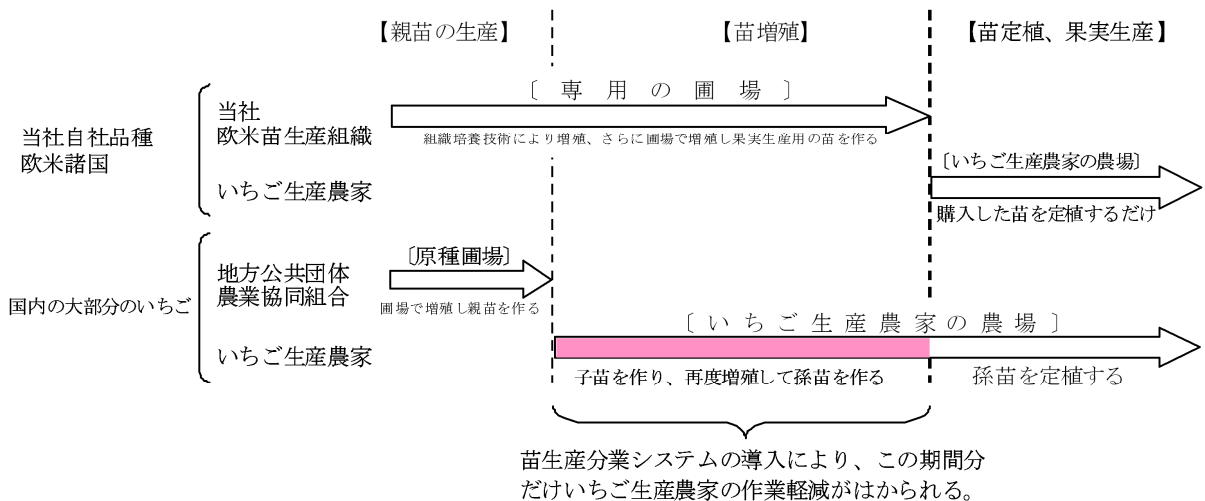 【親苗の生産】
【苗増殖】
【苗定植、果実生産】
〔専用の圃場〕
当社自社品種
欧米諸国
当社
欧米苗生産組織
組織培養技術により増殖、さらに圃場で増殖し果実生産用の苗を作る
いちご生産農家
〔いちご生産農家の農場〕
購入した苗を定植するだけ
国内の大部分のいちご
地方公共団体
農業協同組合
〔原種圃場〕
圃場で増殖し親苗を作る
いちご生産農家
〔いちご生産農家の農場〕
子苗を作り、再度増殖して孫苗を作る
孫苗を定植する
苗生産分業システムの導入により、この期間分
だけいちご生産農家の作業軽減がはかられる。